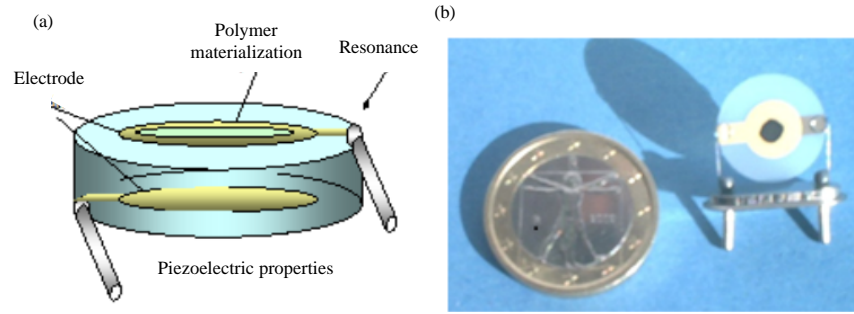 (a)
Polymer
materialization
Resonance
Electrode
Piezoelectric properties
(b)